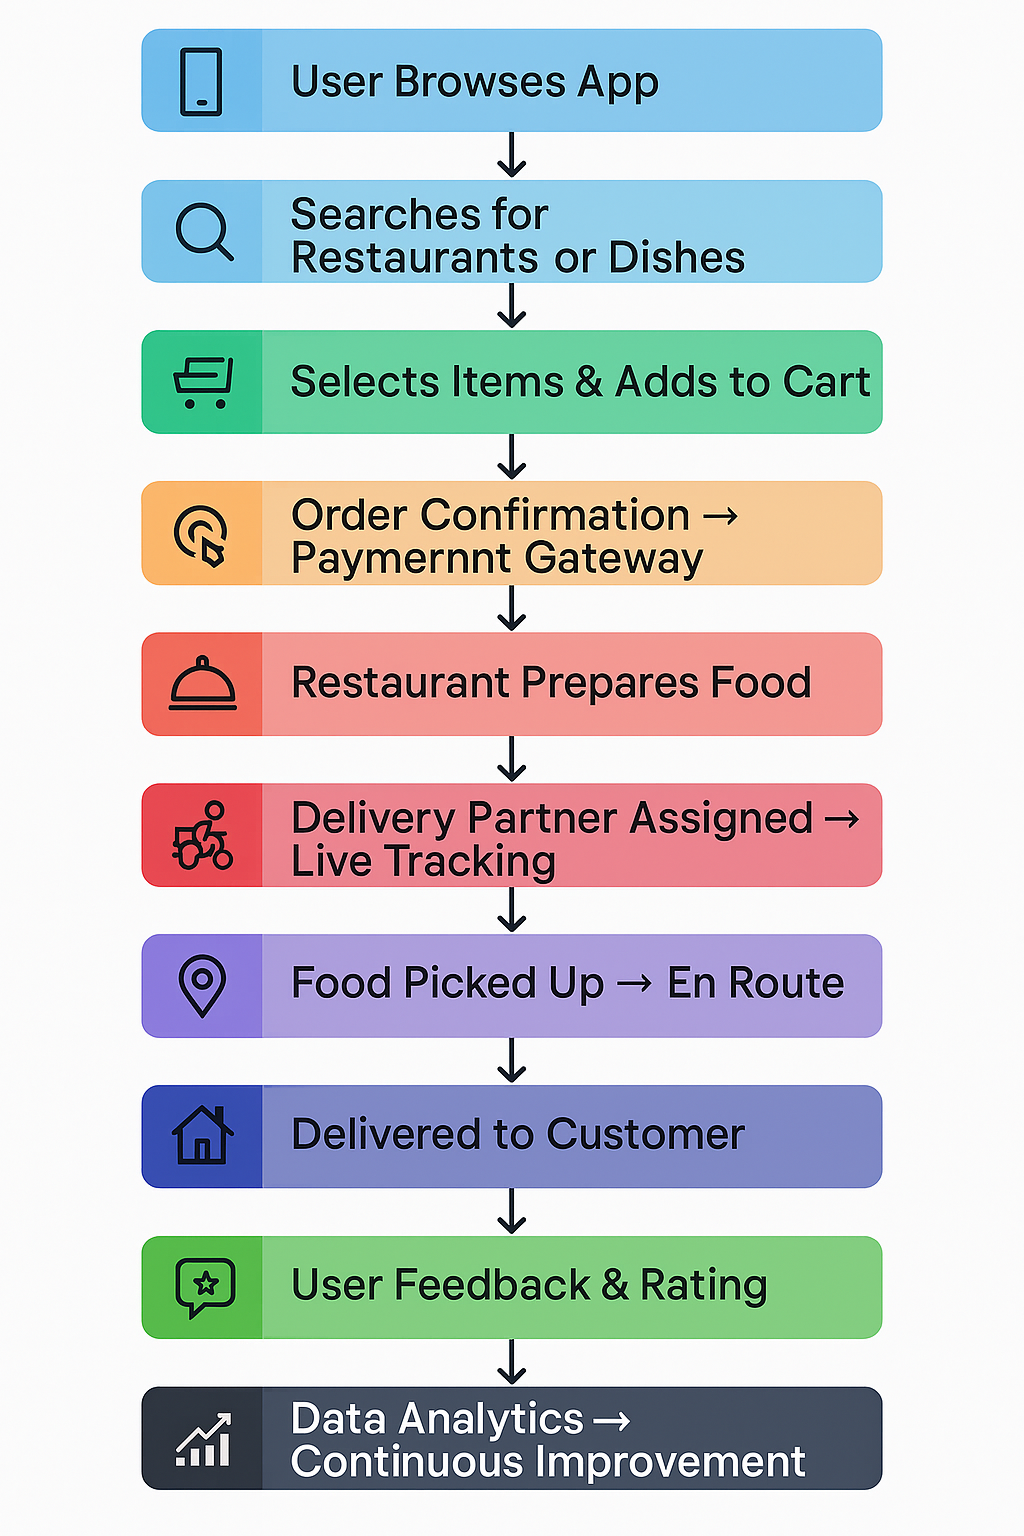 User Browses App
Searches for
Restaurants or Dishes
Selects Items & Adds to Cart
Order Confirmation →
Paymernnt Gateway
Restaurant Prepares Food
Delivery Partner Assigned →
Live Tracking
Food Picked Up → En Route
Delivered to Customer
User Feedback & Rating
Data Analytics →
Continuous Improvement